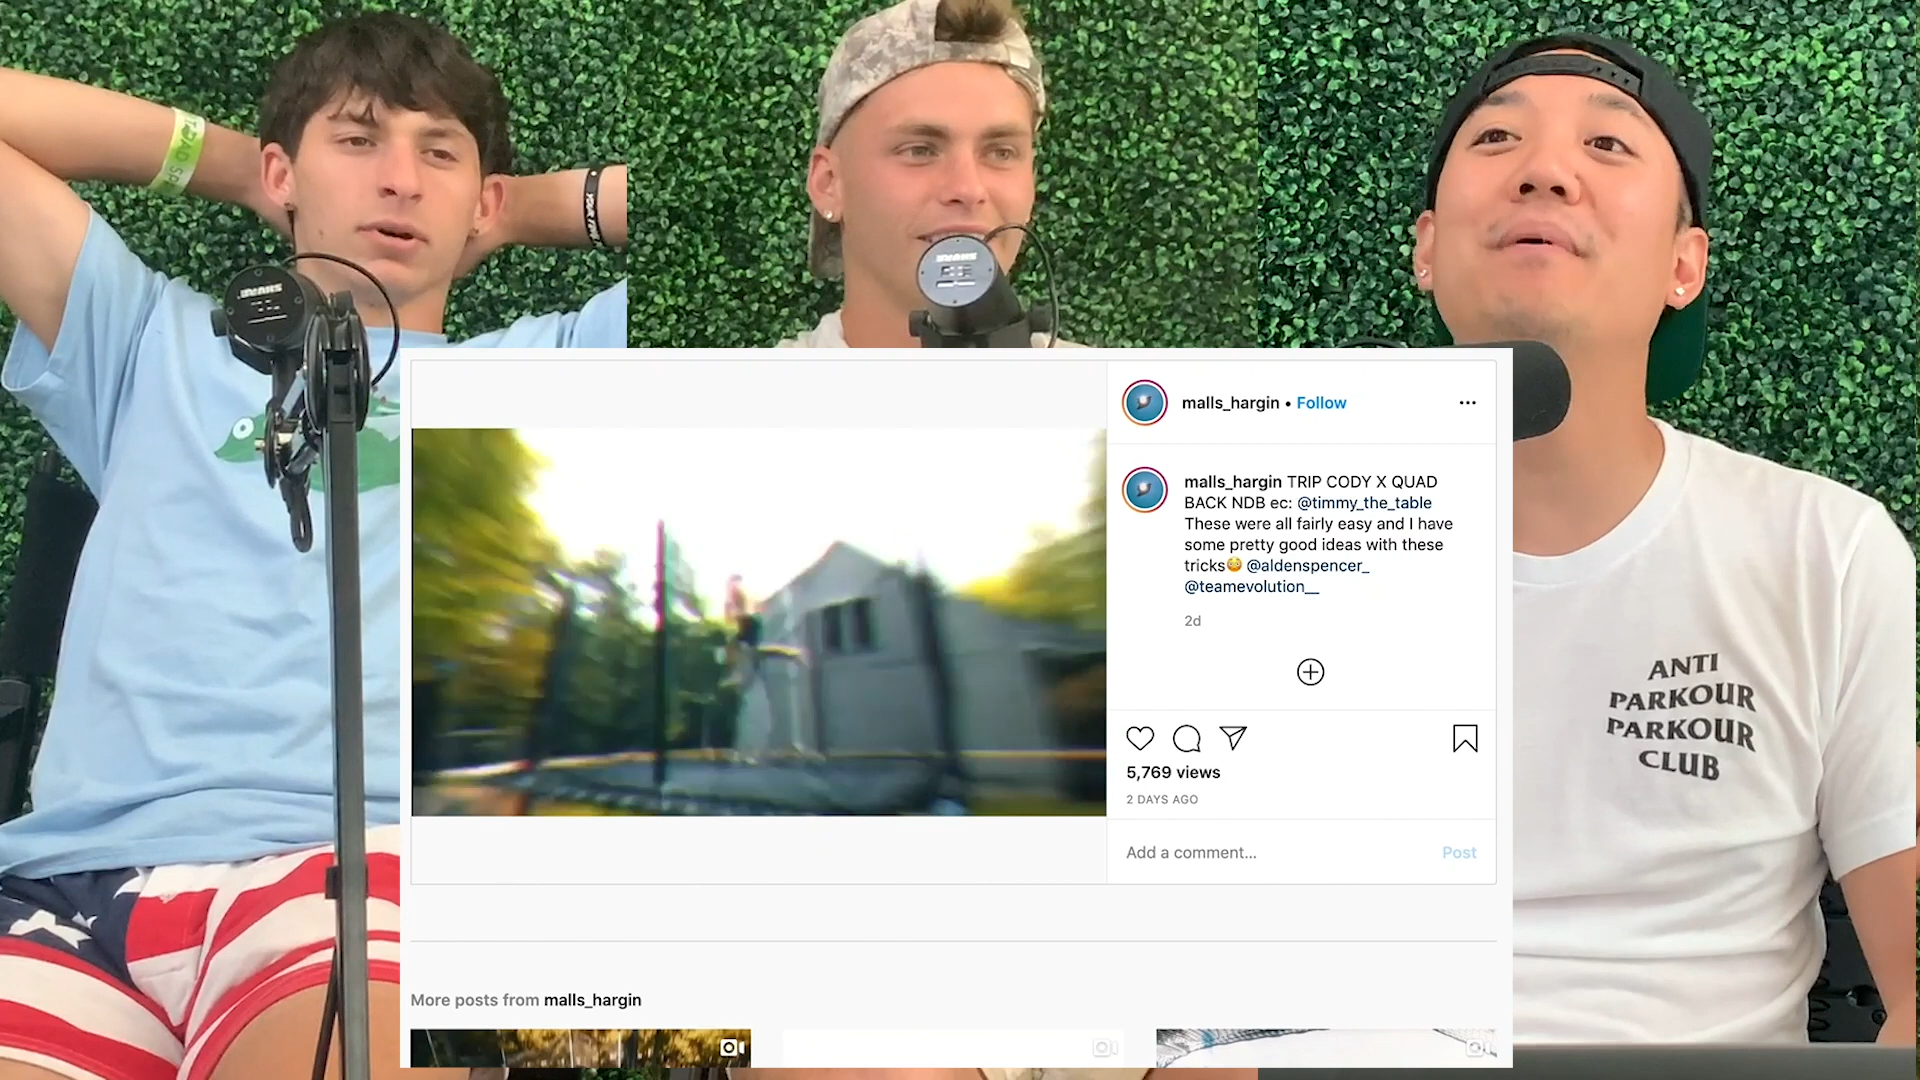 SHURE
malls_hargin • Follow
malls_hargin TRIP CODY X QUAD
BACK NDB ec: @timmy_the_table
These were all fairly easy and I have
some pretty good ideas with these
tricks😳 @aldenspencer_
@teamevolution__
2d
5,769 views
2 DAYS AGO
Add a comment...
Post
More posts from malls_hargin
ANTI
PARKOUR
PARKOUR
CLUB